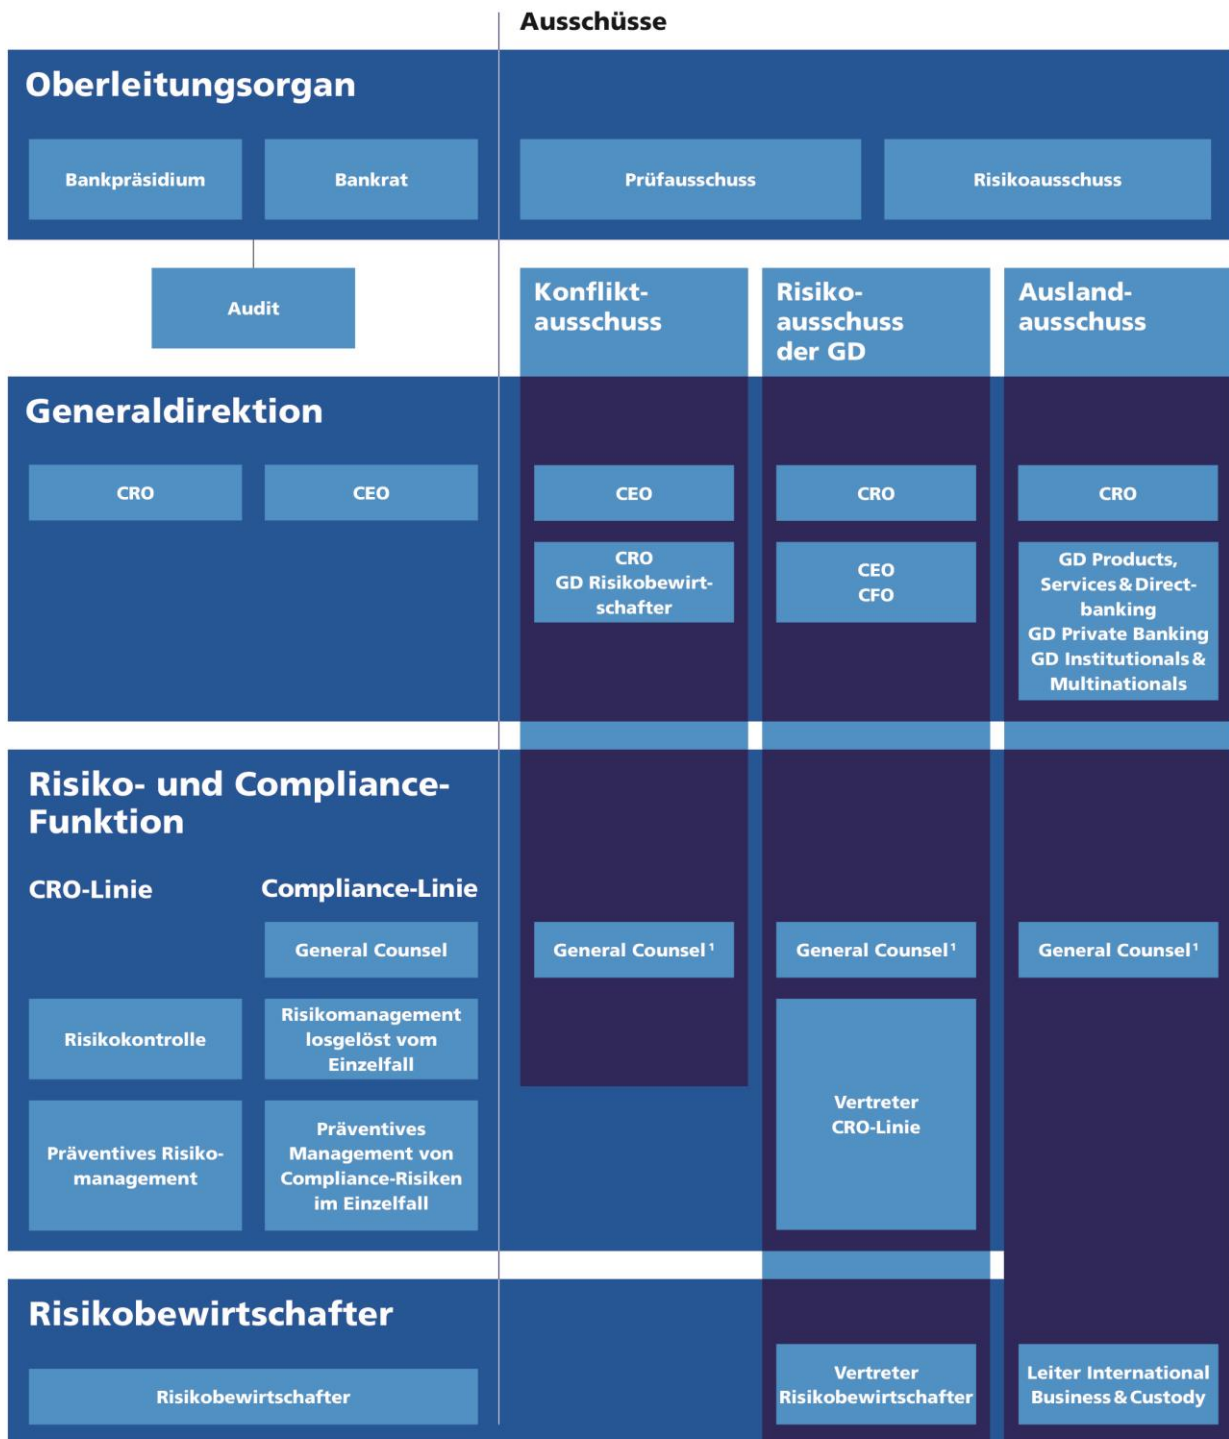 Ausschüsse
Oberleitungsorgan
Bankpräsidium
Bankrat
Prüfausschuss
Risikoausschuss
Audit
Konflikt-
ausschuss
Risiko-
ausschuss
der GD
Ausland-
ausschuss
Generaldirektion
CRO
CEO
CEO
CRO
CRO
CRO
GD Risikobewirt-
schafter
CEO
CFO
GD Products,
Services & Direct-
banking
GD Private Banking
GD Institutionals &
Multinationals
Risiko- und Compliance-
Funktion
CRO-Linie
Compliance-Linie
General Counsel
General Counsel¹
General Counsel¹
General Counsel¹
Risikokontrolle
Risikomanagement
losgelöst vom
Einzelfall
Vertreter
CRO-Linie
Präventives Risiko-
management
Präventives
Management von
Compliance-Risiken
im Einzelfall
Risikobewirtschafter
Risikobewirtschafter
Vertreter
Risikobewirtschafter
Leiter International
Business & Custody